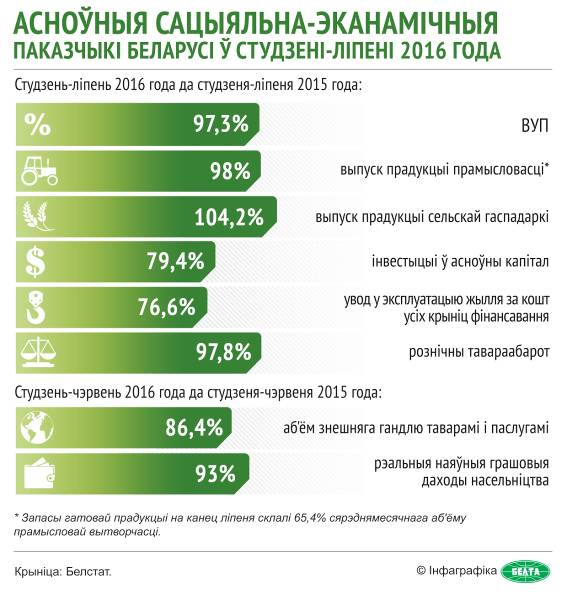 АСНОЎНЫЯ САЦЫЯЛЬНА-ЭКАНАМІЧНЫЯ
ПАКАЗЧЫКІ БЕЛАРУСІ Ў СТУДЗЕНІ-ЛІПЕНІ 2016 ГОДА
Студзень-ліпень 2016 года да студзеня-ліпеня 2015 года:
% 97,3% ВУП
98% выпуск прадукцыі прамысловасці*
104,2% выпуск прадукцыі сельскай гаспадаркі
$ 79,4% інвестыцыі ў асноўны капітал
76,6% увод у эксплуатацыю жылля за кошт
усіх крыніц фінансавання
97,8% рознічны тавараабарот
Студзень-чэрвень 2016 года да студзеня-чэрвеня 2015 года:
86,4% аб'ём знешняга гандлю таварамі і паслугамі
93% рэальныя наяўныя грашовыя
даходы насельніцтва
* Запасы гатовай прадукцыі на канец ліпеня склалі 65,4% сярэднямесячнага аб'ёму
прамысловай вытворчасці.
Крыніца: Белстат.
© Інфаграфіка БЕЛТА